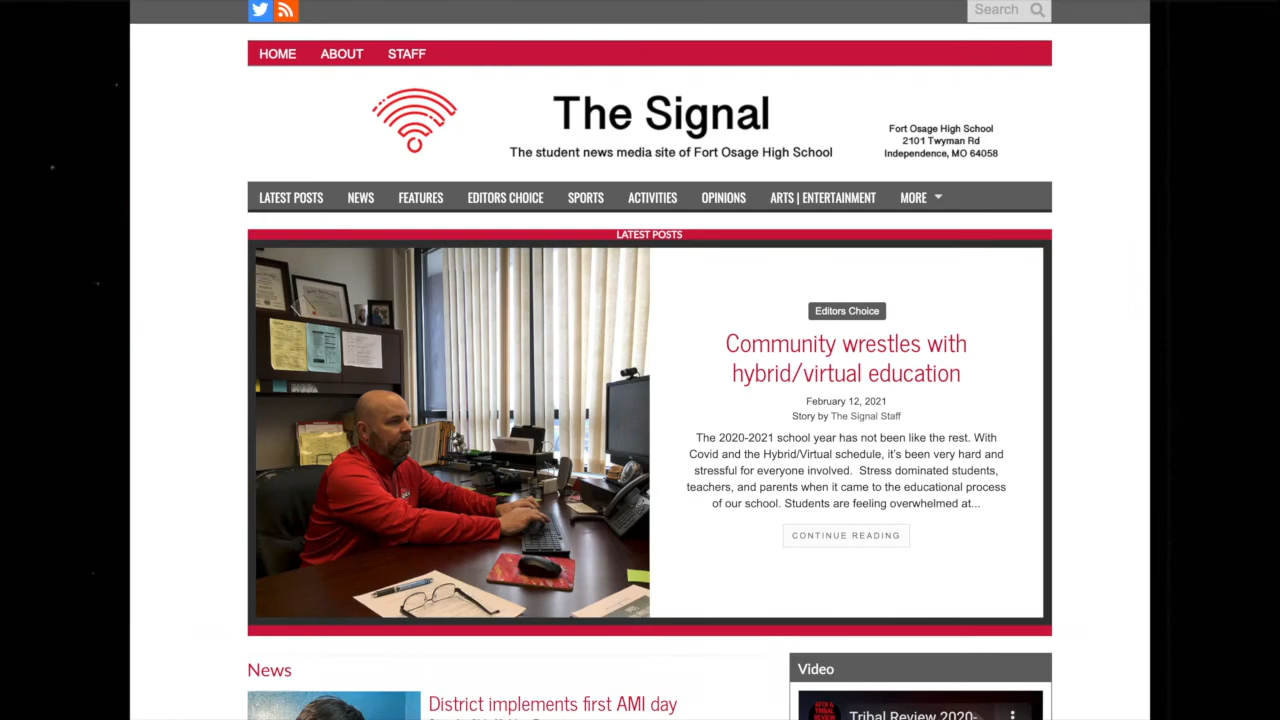 Search
HOME ABOUT STAFF
The Signal
The student news media site of Fort Osage High School
Fort Osage High School
2101 Twyman Rd
Independence, MO 64058
LATEST POSTS NEWS FEATURES EDITORS CHOICE SPORTS ACTIVITIES OPINIONS ARTS | ENTERTAINMENT MORE
LATEST POSTS
Editors Choice
Community wrestles with
hybrid/virtual education
February 12, 2021
Story by The Signal Staff
The 2020-2021 school year has not been like the rest. With
Covid and the Hybrid/Virtual schedule, it's been very hard and
stressful for everyone involved. Stress dominated students,
teachers, and parents when it came to the educational process
of our school. Students are feeling overwhelmed at...
CONTINUE READING
News
District implements first AMI day
Video
Tribal Review 2020-